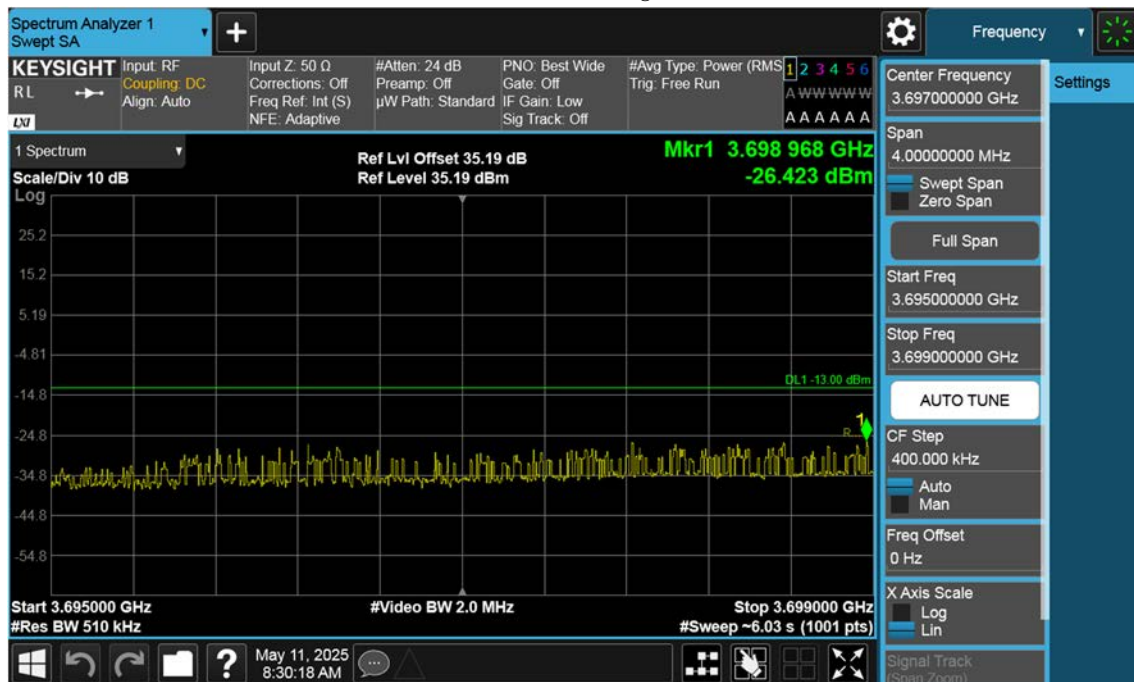 Spectrum Analyzer 1
Swept SA
Frequency
KEYSIGHT
RL
LXI
Input: RF
Coupling: DC
Align: Auto
Input Z: 50 Ω
Corrections: Off
Freq Ref: Int (S)
NFE: Adaptive
#Atten: 24 dB
Preamp: Off
µW Path: Standard
PNO: Best Wide
Gate: Off
IF Gain: Low
Sig Track: Off
#Avg Type: Power (RMS
Trig: Free Run
1 2 3 4 5 6
A W W W W W
A A A A A A
1 Spectrum
Scale/Div 10 dB
Ref Lvl Offset 35.19 dB
Ref Level 35.19 dBm
Mkr1 3.698 968 GHz
-26.423 dBm
Log
25.2
15.2
5.19
-4.81
-14.8
-24.8
-34.8
-44.8
-54.8
DL1 -13.00 dBm
1
R
Start 3.695000 GHz
#Res BW 510 kHz
#Video BW 2.0 MHz
Stop 3.699000 GHz
#Sweep ~6.03 s (1001 pts)
Center Frequency
3.697000000 GHz
Span
4.00000000 MHz
Swept Span
Zero Span
Full Span
Start Freq
3.695000000 GHz
Stop Freq
3.699000000 GHz
AUTO TUNE
CF Step
400.000 kHz
Auto
Man
Freq Offset
0 Hz
X Axis Scale
Log
Lin
Signal Track
(Span Zoom)
Settings
?
May 11, 2025
8:30:18 AM